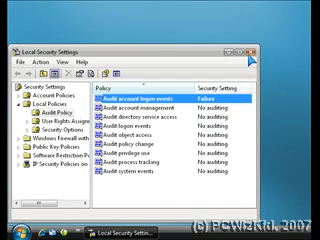 Local Security Settings
File Action View Help
Policy Security Setting
Security Settings
Account Policies
Local Policies
Audit Policy
User Rights Assignm
Security Options
Windows Firewall with
Public Key Policies
Software Restriction Po
IP Security Policies on
Audit account logon events Failure
Audit account management No auditing
Audit directory service access No auditing
Audit logon events No auditing
Audit object access No auditing
Audit policy change No auditing
Audit privilege use No auditing
Audit process tracking No auditing
Audit system events No auditing
(c) PCWizKid, 2007
Local Security Settin...